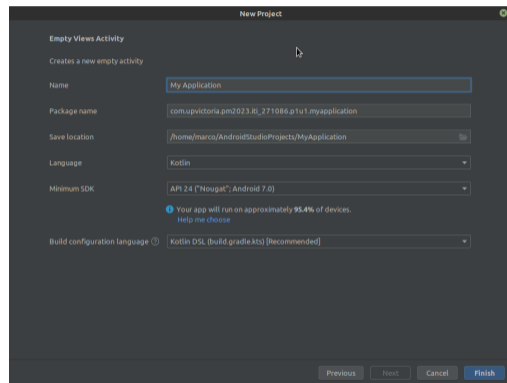 New Project
Empty Views Activity
Creates a new empty activity
Name My Application
Package name com.upvictoria.pm2023.iti_271086.p1u1.myapplication
Save location /home/marco/AndroidStudioProjects/MyApplication
Language Kotlin
Minimum SDK API 24 ("Nougat"; Android 7.0)
Your app will run on approximately 95.4% of devices.
Help me choose
Build configuration language Kotlin DSL (build.gradle.kts) [Recommended]
Previous Next Cancel Finish